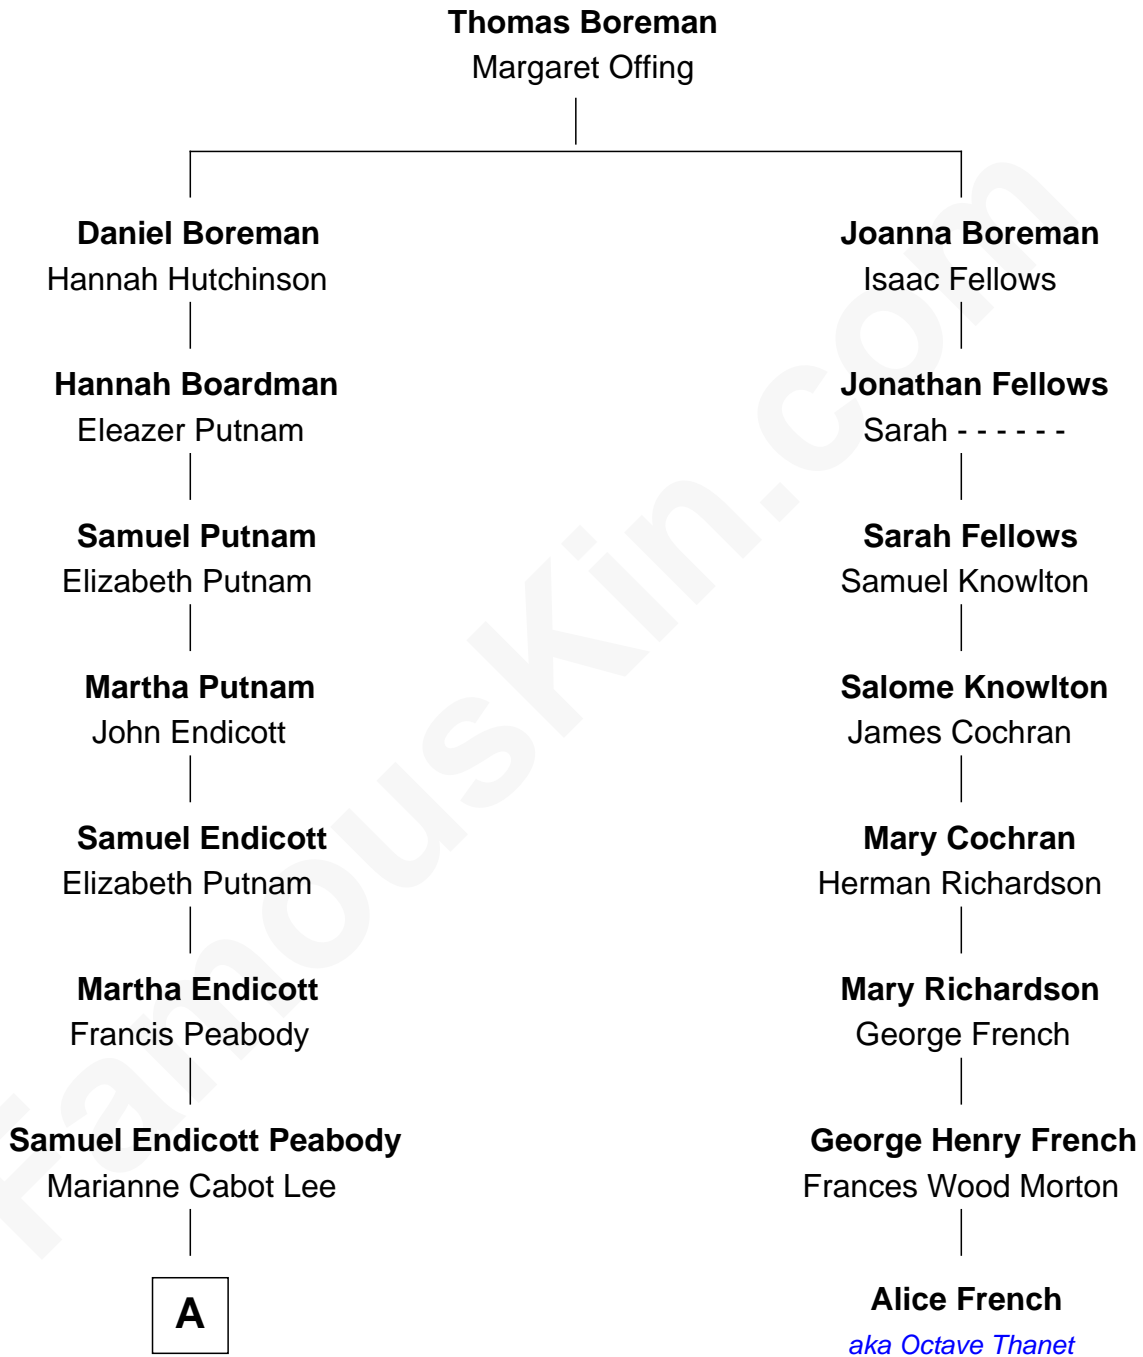 Thomas Boreman
Margaret Offing
Daniel Boreman
Hannah Hutchinson
Hannah Boardman
Eleazer Putnam
Samuel Putnam
Elizabeth Putnam
Martha Putnam
John Endicott
Samuel Endicott
Elizabeth Putnam
Martha Endicott
Francis Peabody
Samuel Endicott Peabody
Marianne Cabot Lee
A
Joanna Boreman
Isaac Fellows
Jonathan Fellows
Sarah - - - - - -
Sarah Fellows
Samuel Knowlton
Salome Knowlton
James Cochran
Mary Cochran
Herman Richardson
Mary Richardson
George French
George Henry French
Frances Wood Morton
Alice French
aka Octave Thanet
FamousKin.com